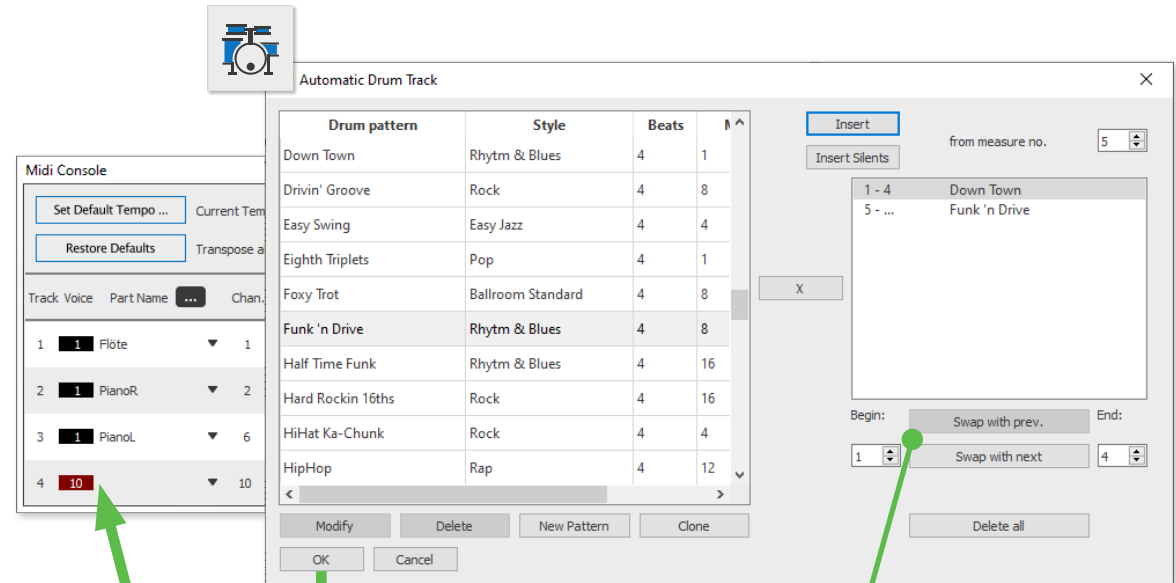 Automatic Drum Track
Drum pattern Style Beats
Down Town Rhytm & Blues 4 1
Drivin' Groove Rock 4 8
Easy Swing Easy Jazz 4 4
Eighth Triplets Pop 4 1
Foxy Trot Ballroom Standard 4 8
Funk 'n Drive Rhytm & Blues 4 8
Half Time Funk Rhytm & Blues 4 16
Hard Rockin 16ths Rock 4 16
HiHat Ka-Chunk Rock 4 4
HipHop Rap 4 12
Modify Delete New Pattern Clone
OK Cancel
Insert
Insert Silents
from measure no. 5
1 - 4 Down Town
5 - ... Funk 'n Drive
X
Begin: Swap with prev. End:
1 Swap with next 4
Delete all
Midi Console
Set Default Tempo ... Current Tem
Restore Defaults Transpose a
Track Voice Part Name ... Chan.
1 1 Flöte 1
2 1 PianoR 2
3 1 PianoL 6
4 10 10